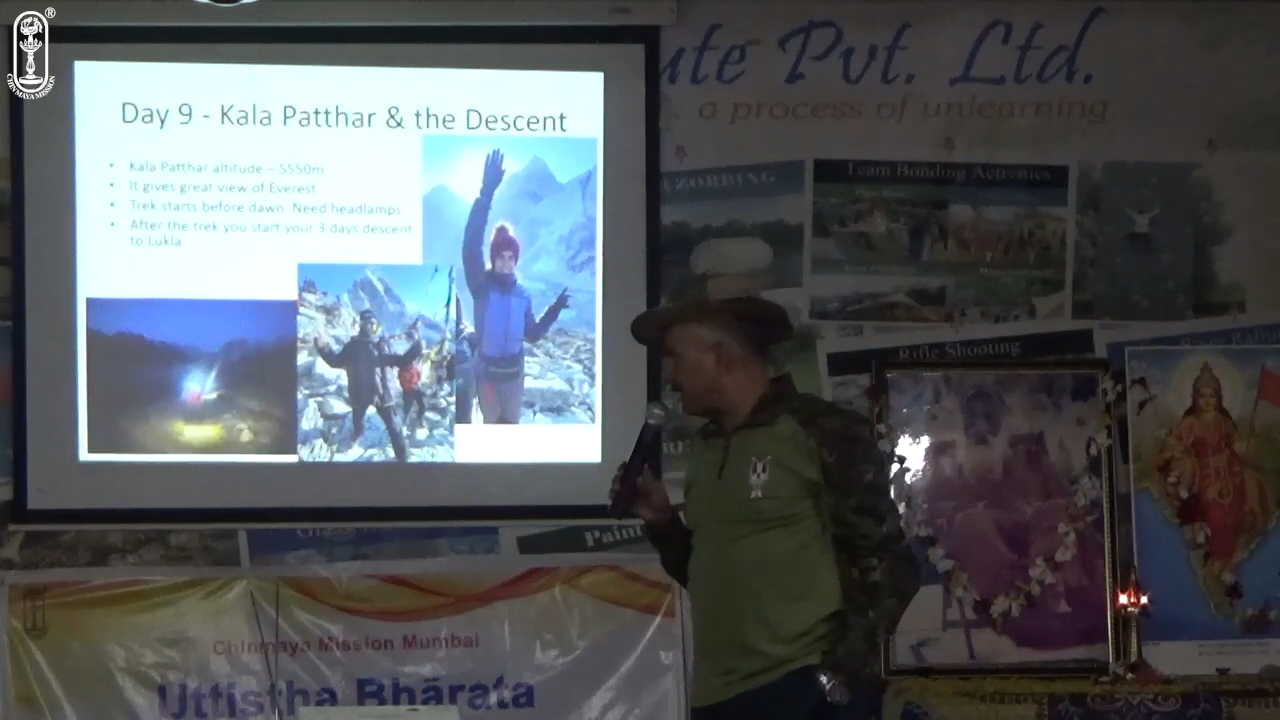 ®
CHINMAYA MISSION
ute Pvt. Ltd.
a process of unlearning
Day 9 - Kala Patthar & the Descent
• Kala Patthar altitude – 5550m
• It gives great view of Everest
• Trek starts before dawn. Need headlamps
• After the trek you start your 3 days descent
to Lukla
ZORBING
Team Bonding Activities
Rifle Shooting
Paint
Chinmaya Mission Mumbai
Uttistha Bhārata